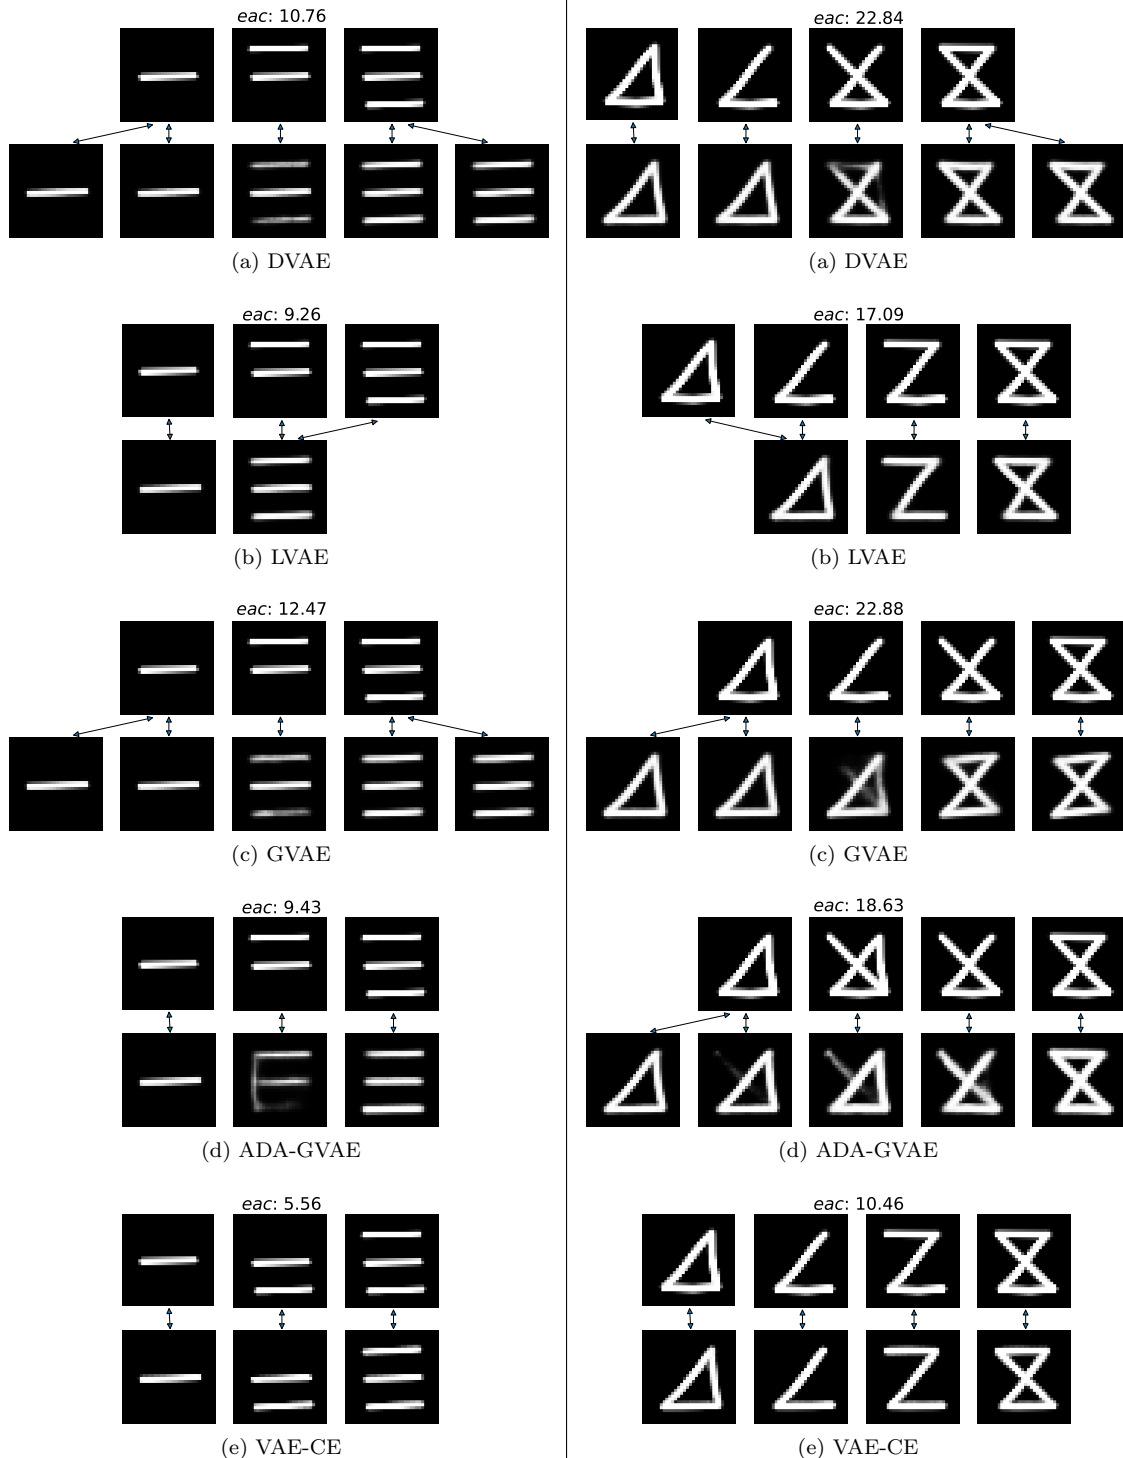 eac: 10.76
(a) DVAE
eac: 9.26
(b) LVAE
eac: 12.47
(c) GVAE
eac: 9.43
(d) ADA-GVAE
eac: 5.56
(e) VAE-CE
eac: 22.84
(a) DVAE
eac: 17.09
(b) LVAE
eac: 22.88
(c) GVAE
eac: 18.63
(d) ADA-GVAE
eac: 10.46
(e) VAE-CE